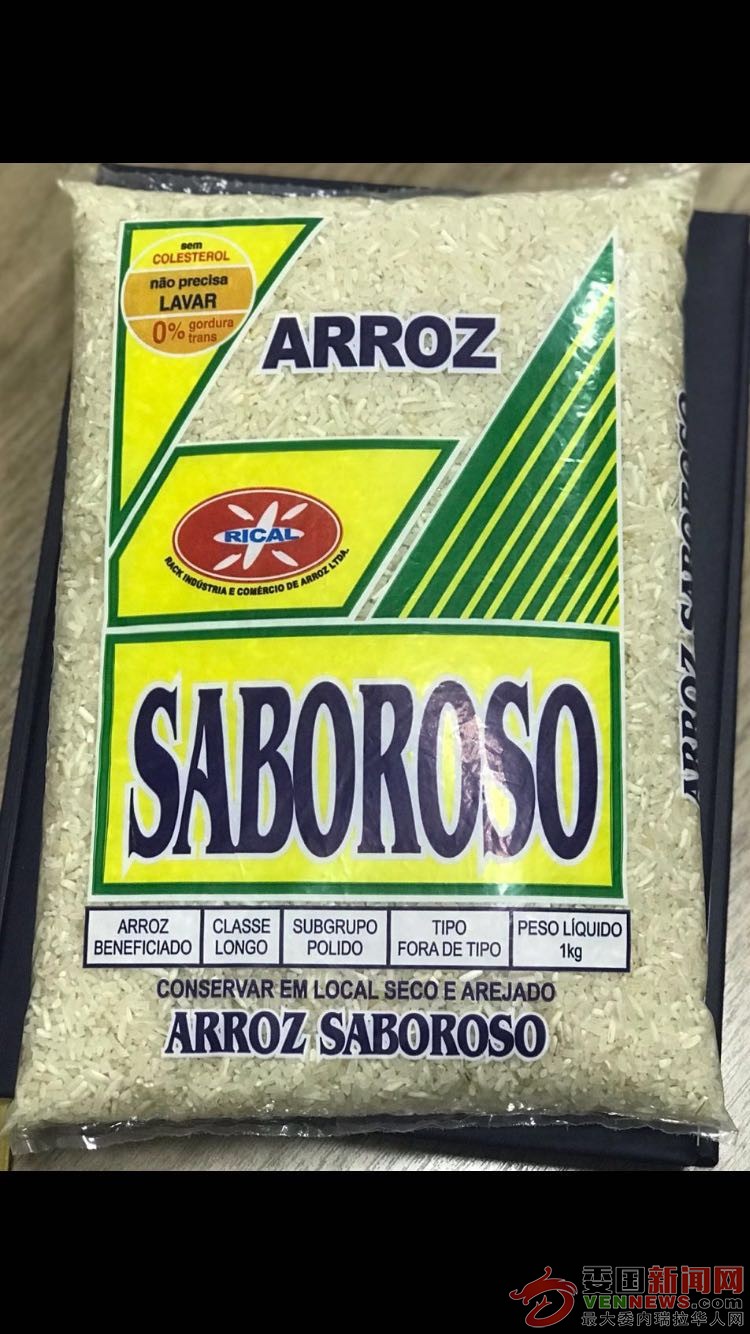 sem
COLESTEROL
não precisa
LAVAR
0% gordura
trans
ARROZ
RICAL
RACK INDÚSTRIA E COMÉRCIO DE ARROZ LTDA.
SABOROSO
ARROZ BENEFICIADO
CLASSE LONGO
SUBGRUPO POLIDO
TIPO FORA DE TIPO
PESO LÍQUIDO 1kg
CONSERVAR EM LOCAL SECO E AREJADO
ARROZ SABOROSO
ARROZ SABOROSO
委国新闻网
VENNEWS.com
最大委内瑞拉华人网